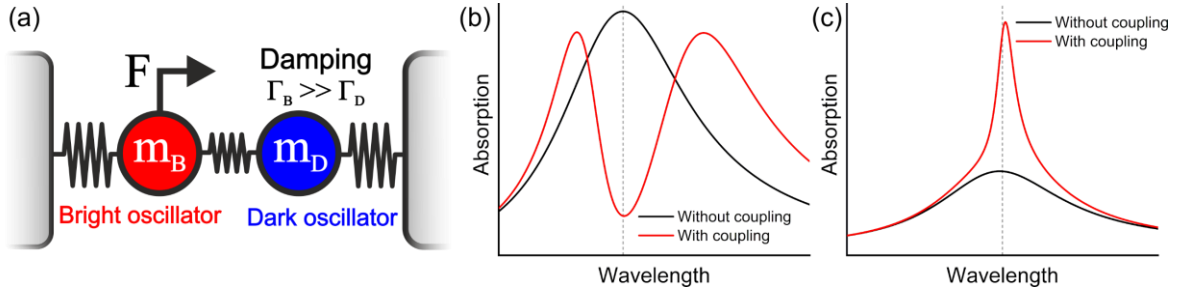 (a)
F
Damping
Γ_B >> Γ_D
m_B
m_D
Bright oscillator
Dark oscillator
(b)
Absorption
Without coupling
With coupling
Wavelength
(c)
Without coupling
With coupling
Absorption
Wavelength